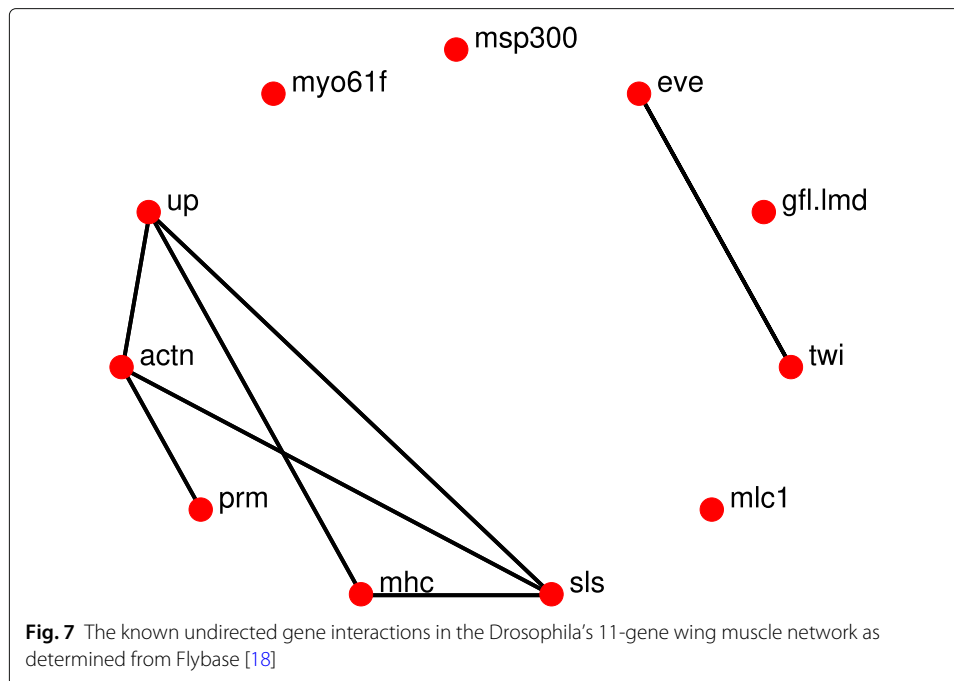 msp300
myo61f
eve
up
gfl.lmd
actn
twi
prm
mlc1
mhc
sls
Fig. 7 The known undirected gene interactions in the Drosophila's 11-gene wing muscle network as
determined from Flybase [18]